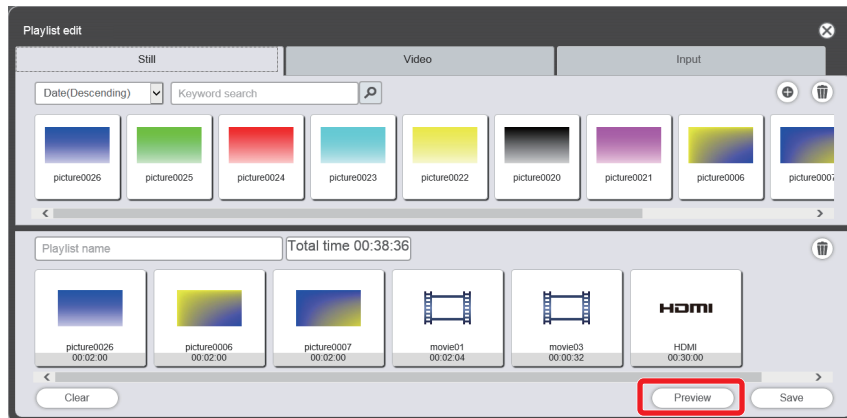 Playlist edit
Still Video Input
Date(Descending) Keyword search
picture0026 picture0025 picture0024 picture0023 picture0022 picture0020 picture0021 picture0006 picture0007
Playlist name Total time 00:38:36
picture0026 picture0006 picture0007 movie01 movie03 HDMI HDMI
00:02:00 00:02:00 00:02:00 00:02:04 00:00:32 00:30:00
Clear Preview Save